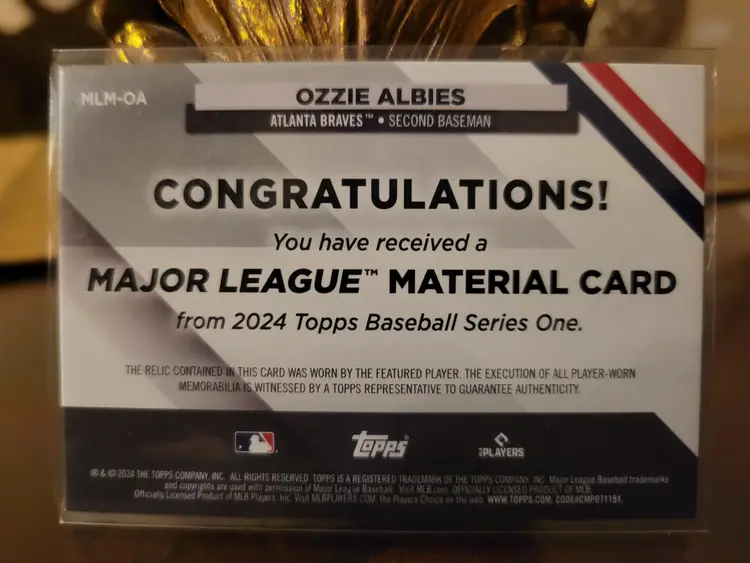 MLM-OA
OZZIE ALBIES
ATLANTA BRAVES™ • SECOND BASEMAN
CONGRATULATIONS!
You have received a
MAJOR LEAGUE™ MATERIAL CARD
from 2024 Topps Baseball Series One.
THE RELIC CONTAINED IN THIS CARD WAS WORN BY THE FEATURED PLAYER. THE EXECUTION OF ALL PLAYER-WORN
MEMORABILIA IS WITNESSED BY A TOPPS REPRESENTATIVE TO GUARANTEE AUTHENTICITY.
topps
PLAYERS
® & © 2024 THE TOPPS COMPANY, INC. ALL RIGHTS RESERVED. TOPPS IS A REGISTERED TRADEMARK OF THE TOPPS COMPANY, INC. Major League Baseball trademarks
and copyrights are used with permission of Major League Baseball. Visit MLB.com. OFFICIALLY LICENSED PRODUCT OF MLB
Officially Licensed Product of MLB Players, Inc. Visit MLBPLAYERS.COM, the Players Choice on the web. WWW.TOPPS.COM. CODE#CMP071151.